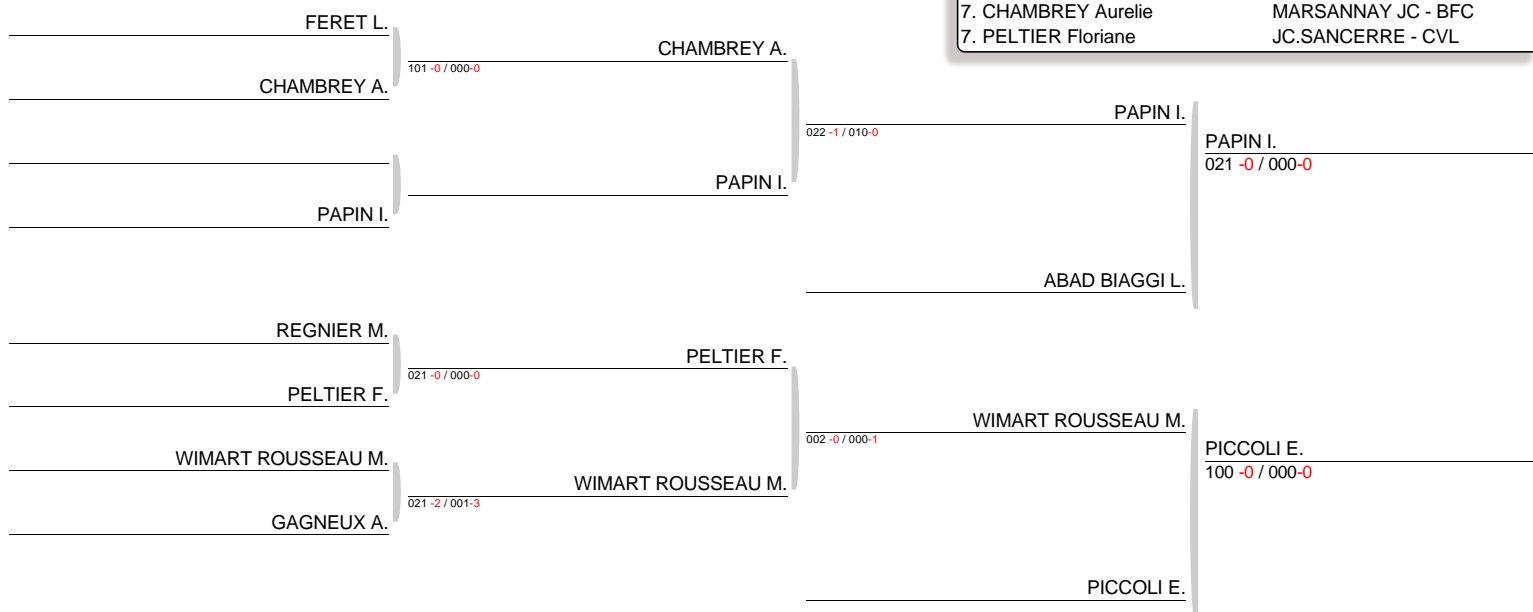 7. CHAMBREY Aurelie MARSANNAY JC - BFC
7. PELTIER Floriane JC.SANCERRE - CVL
FERET L.
CHAMBREY A.
101 -0 / 000-0
CHAMBREY A.
PAPIN I.
022 -1 / 010-0
PAPIN I.
021 -0 / 000-0
PAPIN I.
PAPIN I.
ABAD BIAGGI L.
REGNIER M.
PELTIER F.
021 -0 / 000-0
PELTIER F.
WIMART ROUSSEAU M.
002 -0 / 000-1
WIMART ROUSSEAU M.
PICCOLI E.
100 -0 / 000-0
WIMART ROUSSEAU M.
021 -2 / 001-3
GAGNEUX A.
PICCOLI E.